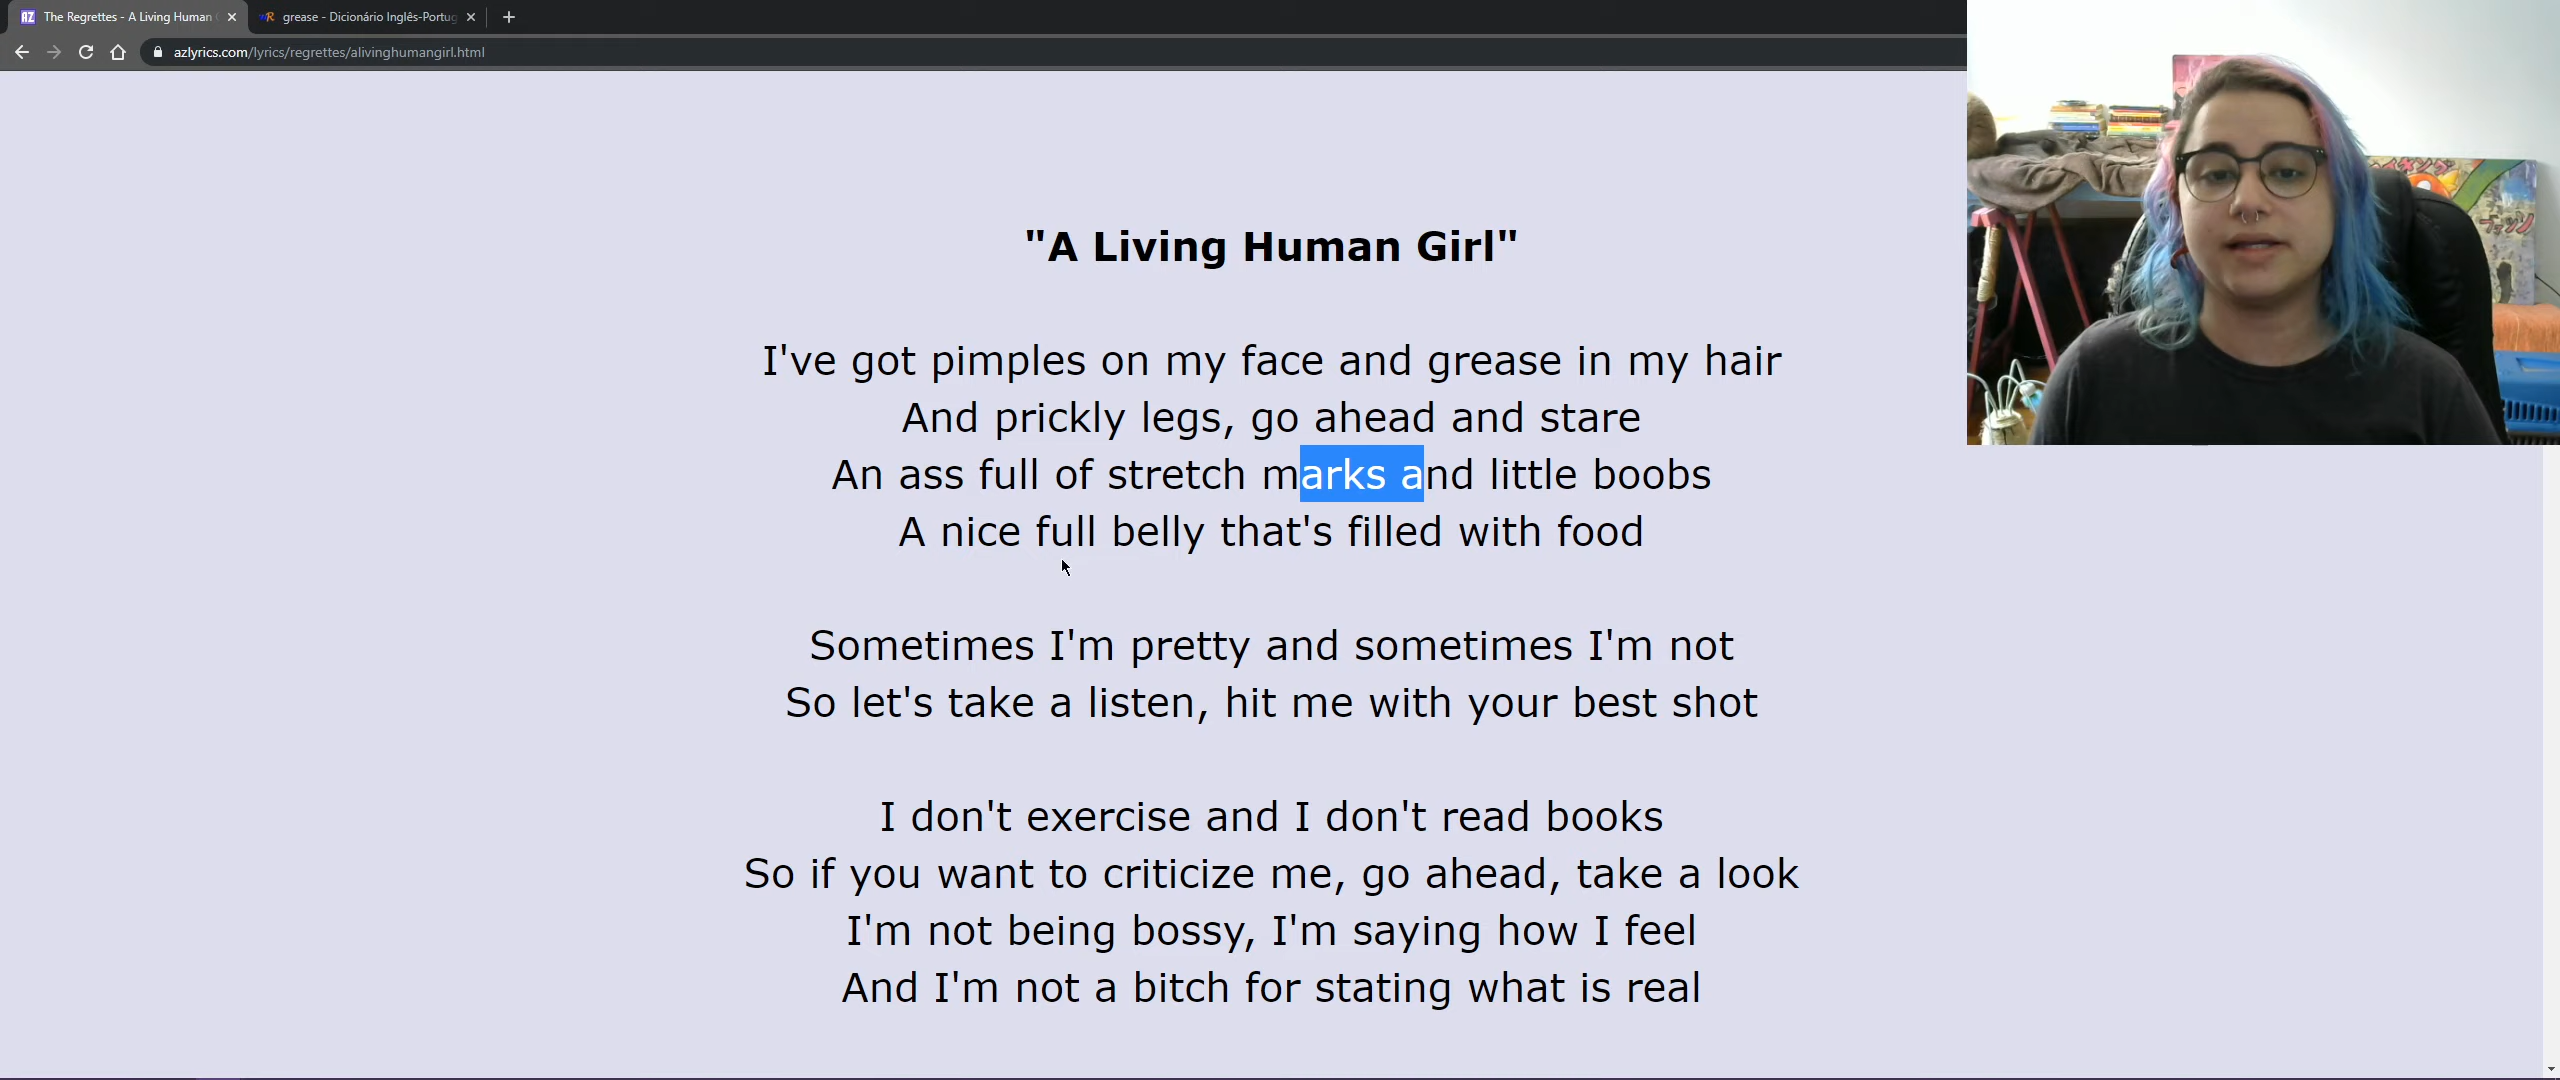 The Regrettes - A Living Human
grease - Dicionário Inglês-Portug
azlyrics.com/lyrics/regrettes/alivinghumangirl.html
"A Living Human Girl"
I've got pimples on my face and grease in my hair
And prickly legs, go ahead and stare
An ass full of stretch marks and little boobs
A nice full belly that's filled with food
Sometimes I'm pretty and sometimes I'm not
So let's take a listen, hit me with your best shot
I don't exercise and I don't read books
So if you want to criticize me, go ahead, take a look
I'm not being bossy, I'm saying how I feel
And I'm not a bitch for stating what is real